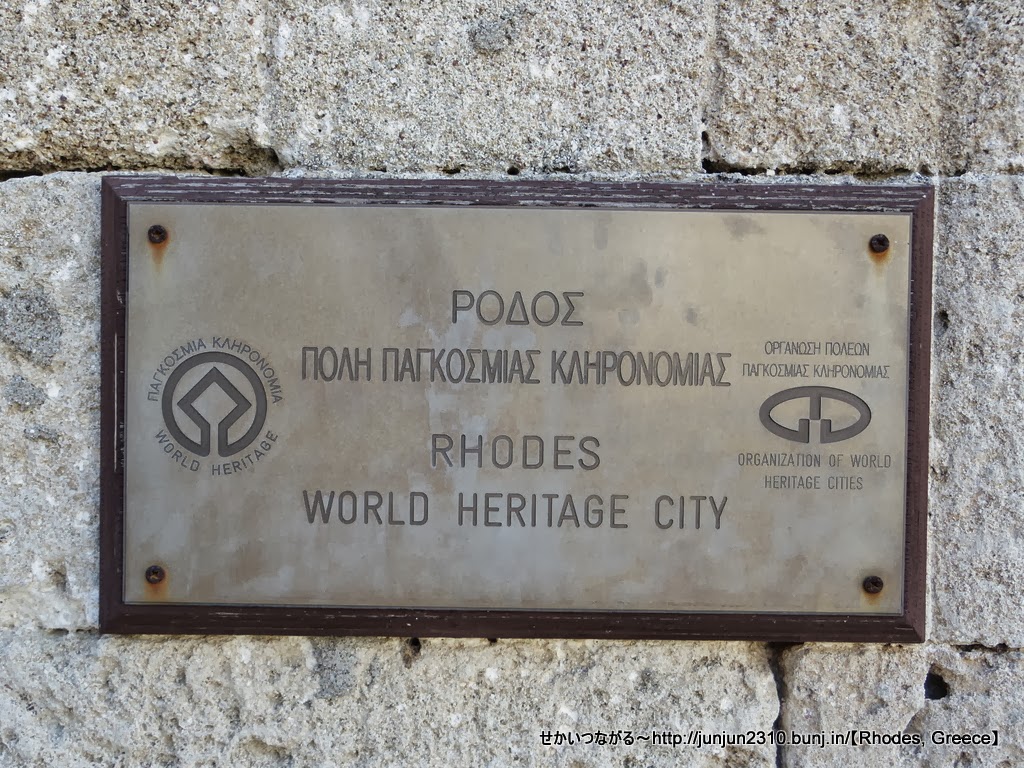 ΡΟΔΟΣ
ΠΟΛΗ ΠΑΓΚΟΣΜΙΑΣ ΚΛΗΡΟΝΟΜΙΑΣ
RHODES
WORLD HERITAGE CITY
ΠΑΓΚΟΣΜΙΑ ΚΛΗΡΟΝΟΜΙΑ
WORLD HERITAGE
ΟΡΓΑΝΩΣΗ ΠΟΛΕΩΝ
ΠΑΓΚΟΣΜΙΑΣ ΚΛΗΡΟΝΟΜΙΑΣ
ORGANIZATION OF WORLD
HERITAGE CITIES
せかいつながる～http://junjun2310.bunj.in/【Rhodes, Greece】